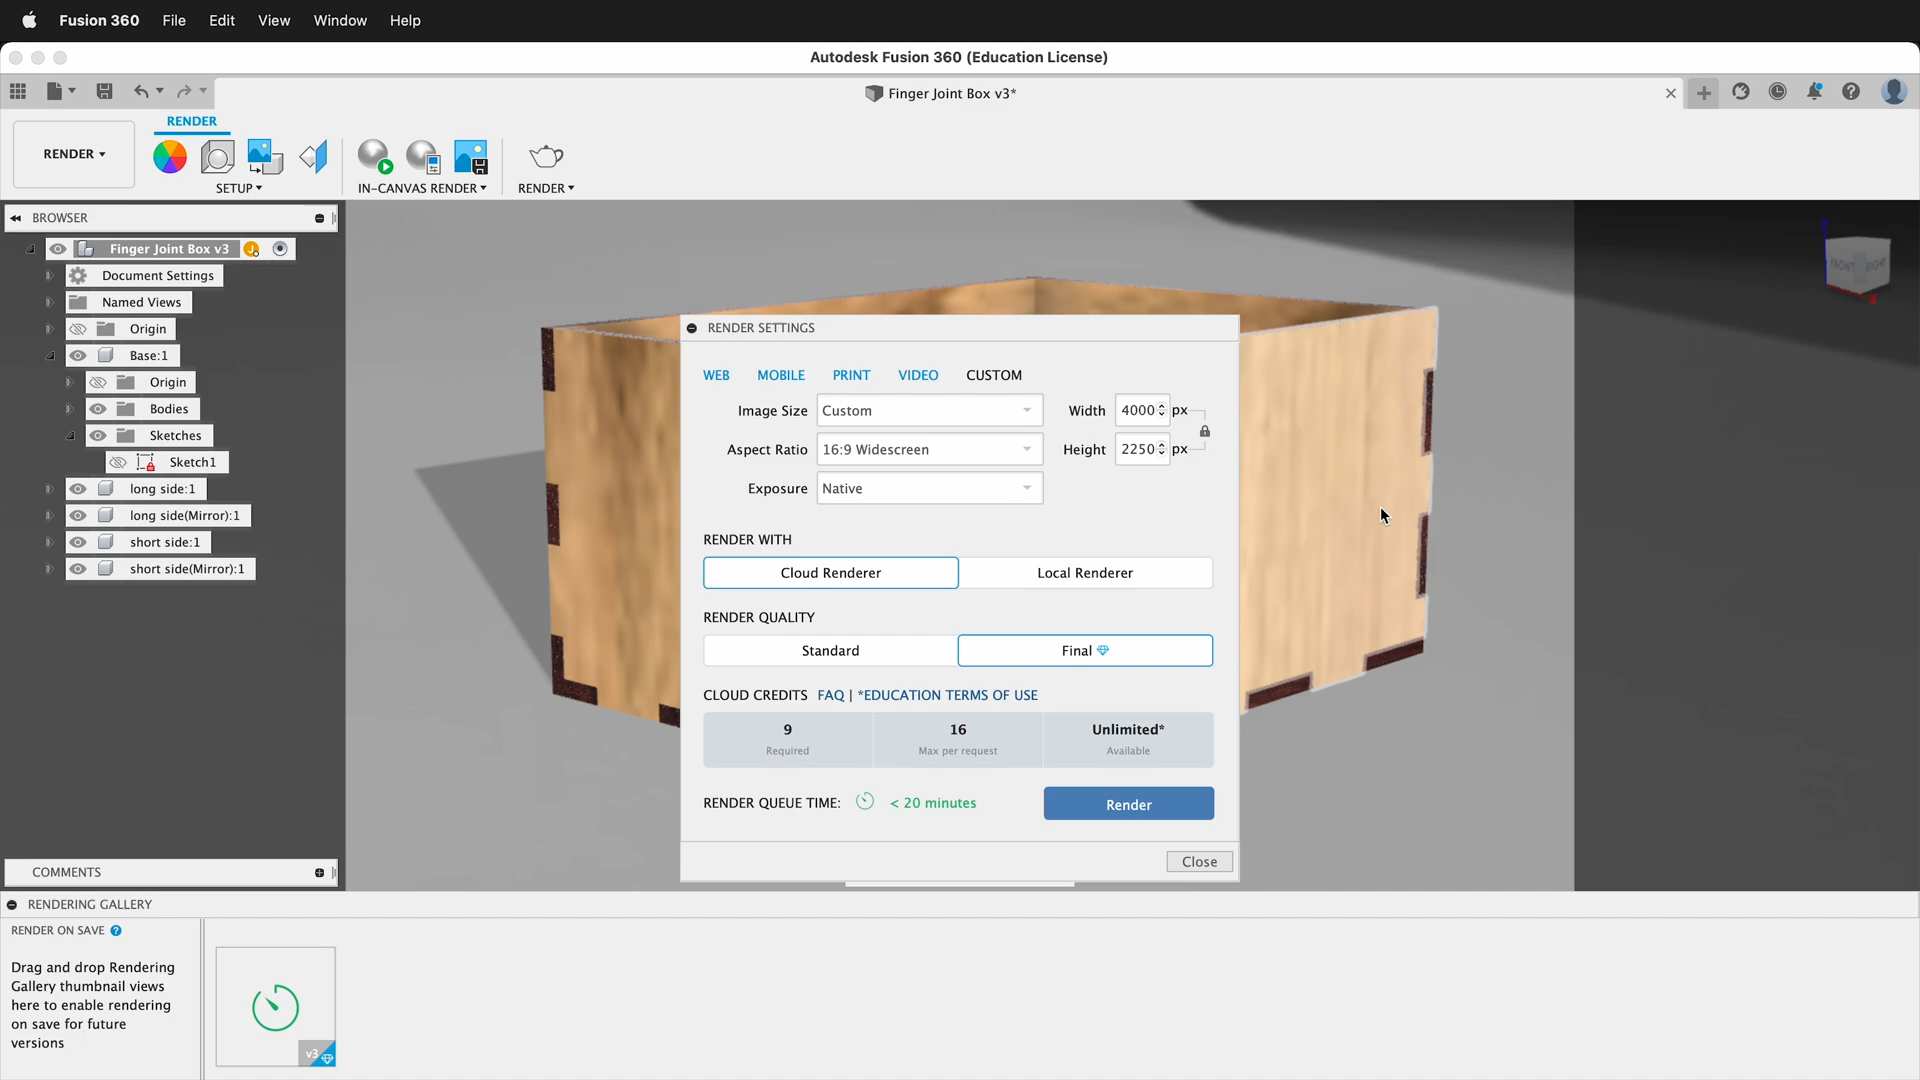 Fusion 360 File Edit View Window Help
Autodesk Fusion 360 (Education License)
Finger Joint Box v3*
RENDER
RENDER
SETUP
IN-CANVAS RENDER
RENDER
BROWSER
Finger Joint Box v3
Document Settings
Named Views
Origin
Base:1
Origin
Bodies
Sketches
Sketch1
long side:1
long side(Mirror):1
short side:1
short side(Mirror):1
RENDER SETTINGS
WEB MOBILE PRINT VIDEO CUSTOM
Image Size Custom Width 4000 px
Aspect Ratio 16:9 Widescreen Height 2250 px
Exposure Native
RENDER WITH
Cloud Renderer Local Renderer
RENDER QUALITY
Standard Final
CLOUD CREDITS FAQ | *EDUCATION TERMS OF USE
9 16 Unlimited*
Required Max per request Available
RENDER QUEUE TIME: < 20 minutes Render
Close
COMMENTS
RENDERING GALLERY
RENDER ON SAVE
Drag and drop Rendering
Gallery thumbnail views
here to enable rendering
on save for future
versions
v3